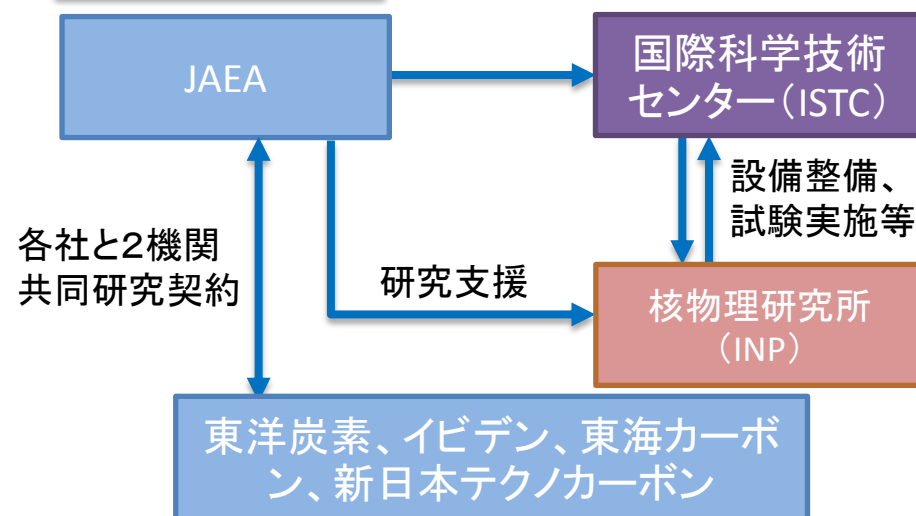 JAEA
国際科学技術
センター（ISTC）
設備整備、
試験実施等
各社と２機関
共同研究契約
研究支援
核物理研究所
（INP）
東洋炭素、イビデン、東海カーボ
ン、新日本テクノカーボン